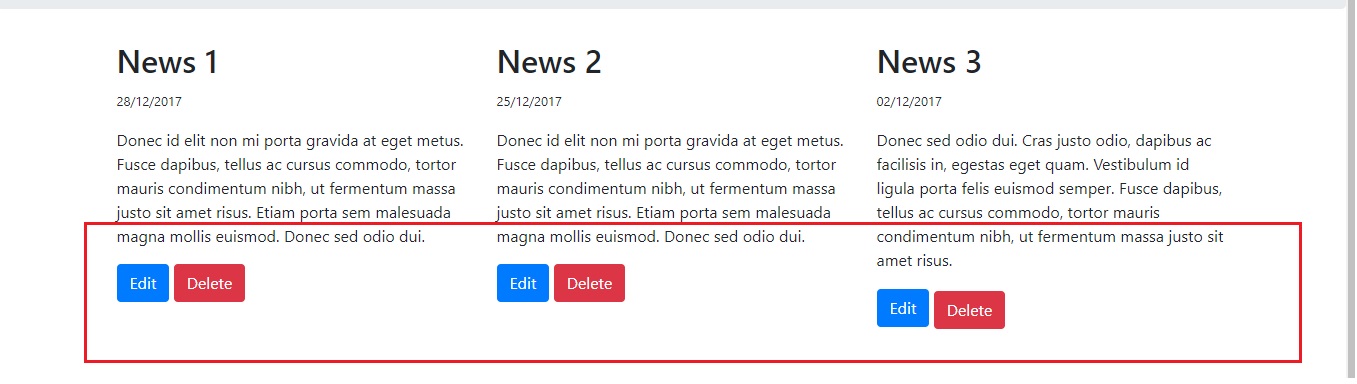 News 1
28/12/2017
Donec id elit non mi porta gravida at eget metus.
Fusce dapibus, tellus ac cursus commodo, tortor
mauris condimentum nibh, ut fermentum massa
justo sit amet risus. Etiam porta sem malesuada
magna mollis euismod. Donec sed odio dui.
Edit Delete
News 2
25/12/2017
Donec id elit non mi porta gravida at eget metus.
Fusce dapibus, tellus ac cursus commodo, tortor
mauris condimentum nibh, ut fermentum massa
justo sit amet risus. Etiam porta sem malesuada
magna mollis euismod. Donec sed odio dui.
Edit Delete
News 3
02/12/2017
Donec sed odio dui. Cras justo odio, dapibus ac
facilisis in, egestas eget quam. Vestibulum id
ligula porta felis euismod semper. Fusce dapibus,
tellus ac cursus commodo, tortor mauris
condimentum nibh, ut fermentum massa justo sit
amet risus.
Edit Delete